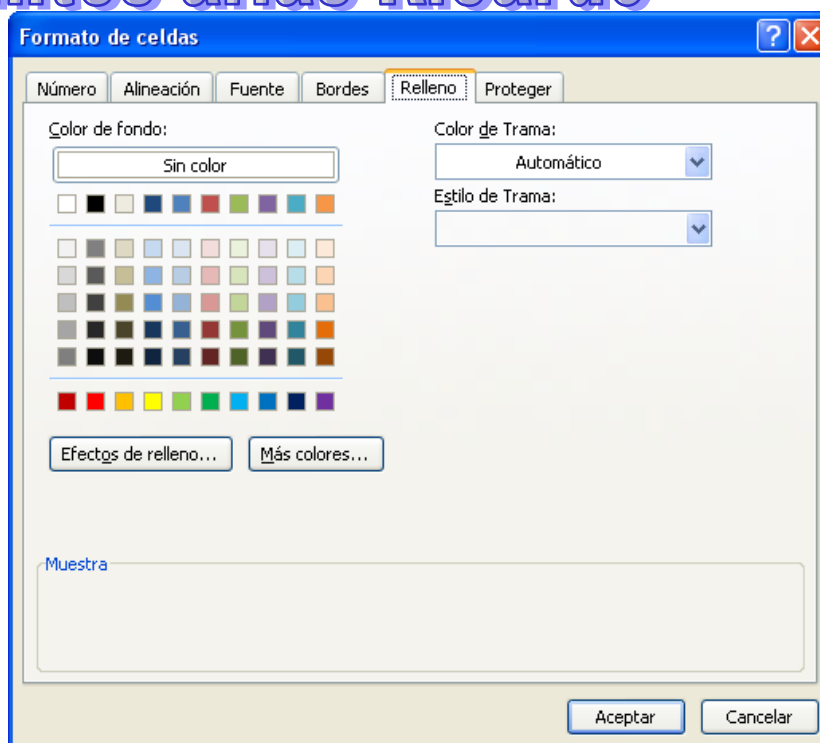 Ricardo
Formato de celdas
Número Alineación Fuente Bordes Relleno Proteger
Color de fondo:
Sin color
Efectos de relleno...
Más colores...
Color de Trama:
Automático
Estilo de Trama:
Muestra
Aceptar Cancelar